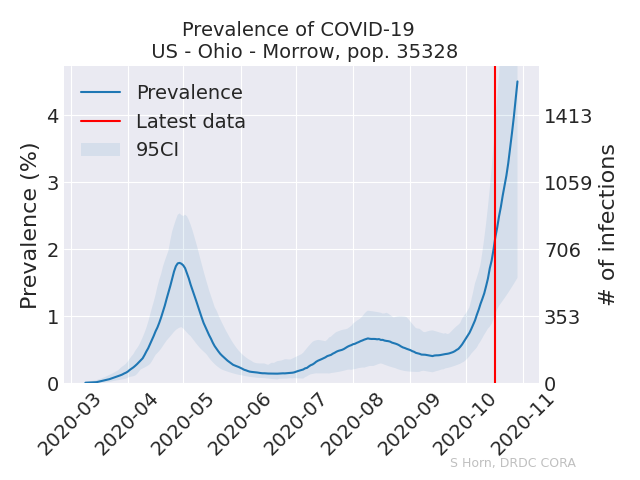 Prevalence of COVID-19
US - Ohio - Morrow, pop. 35328
Prevalence
Latest data
95CI
Prevalence (%)
4
3
2
1
0
1413
1059
706
353
0
# of infections
2020-03
2020-04
2020-05
2020-06
2020-07
2020-08
2020-09
2020-10
2020-11
S Horn, DRDC CORA